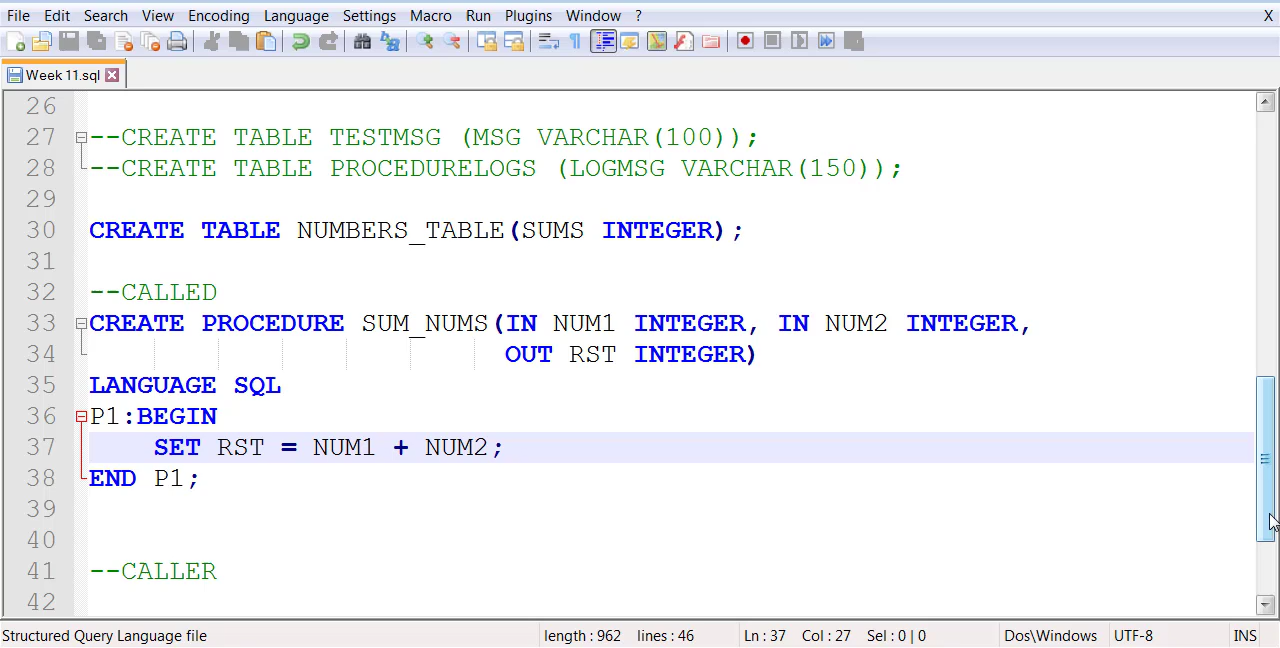 File Edit Search View Encoding Language Settings Macro Run Plugins Window ? X
Week 11.sql
26
27 --CREATE TABLE TESTMSG (MSG VARCHAR(100));
28 --CREATE TABLE PROCEDURELOGS (LOGMSG VARCHAR(150));
29
30 CREATE TABLE NUMBERS_TABLE(SUMS INTEGER);
31
32 --CALLED
33 CREATE PROCEDURE SUM_NUMS(IN NUM1 INTEGER, IN NUM2 INTEGER,
34 OUT RST INTEGER)
35 LANGUAGE SQL
36 P1:BEGIN
37 SET RST = NUM1 + NUM2;
38 END P1;
39
40
41 --CALLER
42
Structured Query Language file length : 962 lines : 46 Ln : 37 Col : 27 Sel : 0 | 0 Dos\Windows UTF-8 INS